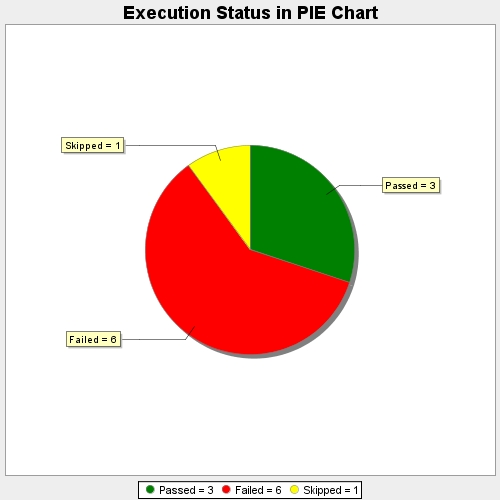 Execution Status in PIE Chart
Skipped = 1
Passed = 3
Failed = 6
Passed = 3 Failed = 6 Skipped = 1